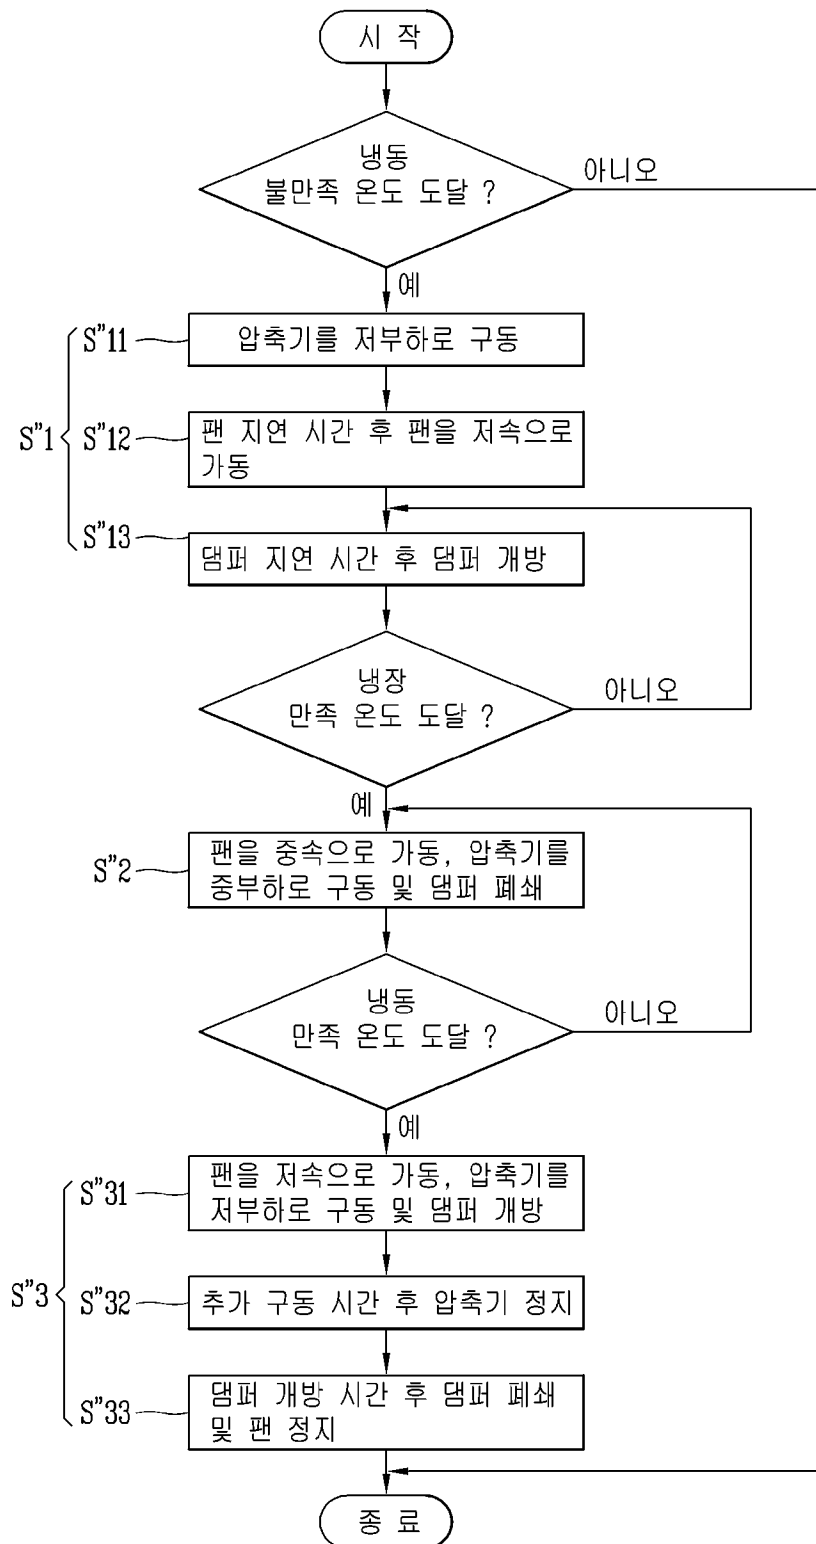 시 작
냉동
불만족 온도 도달 ?
아니오
예
S"1
S"11
압축기를 저부하로 구동
S"12
팬 지연 시간 후 팬을 저속으로
가동
S"13
댐퍼 지연 시간 후 댐퍼 개방
냉장
만족 온도 도달 ?
아니오
예
S"2
팬을 중속으로 가동, 압축기를
중부하로 구동 및 댐퍼 폐쇄
냉동
만족 온도 도달 ?
아니오
예
S"3
S"31
팬을 저속으로 가동, 압축기를
저부하로 구동 및 댐퍼 개방
S"32
추가 구동 시간 후 압축기 정지
S"33
댐퍼 개방 시간 후 댐퍼 폐쇄
및 팬 정지
종 료